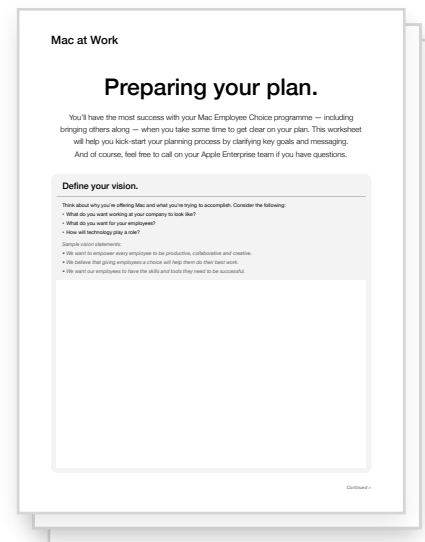 Mac at Work
Preparing your plan.
You'll have the most success with your Mac Employee Choice programme — including
bringing others along — when you take some time to get clear on your plan. This worksheet
will help you kick-start your planning process by clarifying key goals and messaging.
And of course, feel free to call on your Apple Enterprise team if you have questions.
Define your vision.
Think about why you're offering Mac and what you're trying to accomplish. Consider the following:
• What do you want working at your company to look like?
• What do you want for your employees?
• How will technology play a role?
Sample vision statements:
• We want to empower every employee to be productive, collaborative and creative.
• We believe that giving employees a choice will help them do their best work.
• We want our employees to have the skills and tools they need to be successful.
Continued >